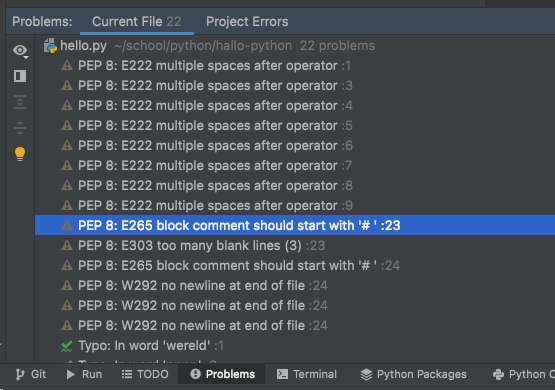 Problems: Current File 22 Project Errors
hello.py ~/school/python/hallo-python 22 problems
PEP 8: E222 multiple spaces after operator :1
PEP 8: E222 multiple spaces after operator :3
PEP 8: E222 multiple spaces after operator :4
PEP 8: E222 multiple spaces after operator :5
PEP 8: E222 multiple spaces after operator :6
PEP 8: E222 multiple spaces after operator :7
PEP 8: E222 multiple spaces after operator :8
PEP 8: E222 multiple spaces after operator :9
PEP 8: E265 block comment should start with '# ' :23
PEP 8: E303 too many blank lines (3) :23
PEP 8: E265 block comment should start with '# ' :24
PEP 8: W292 no newline at end of file :24
PEP 8: W292 no newline at end of file :24
PEP 8: W292 no newline at end of file :24
Typo: In word 'wereld' :1
Git Run TODO Problems Terminal Python Packages Python